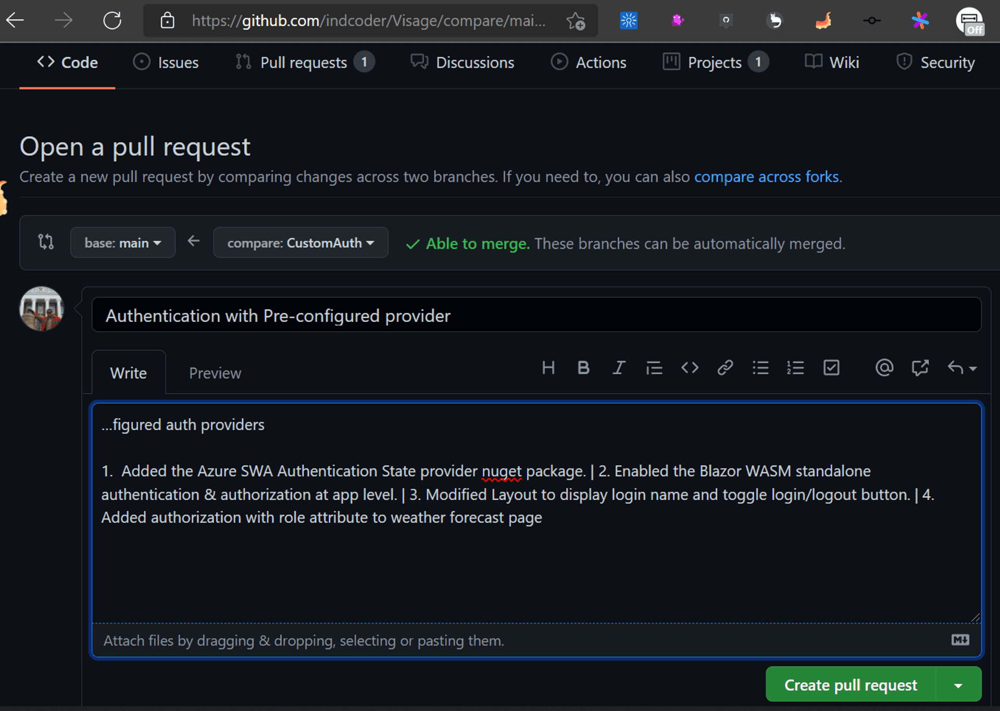 https://github.com/indcoder/Visage/compare/mai...
Off
Code Issues Pull requests 1 Discussions Actions Projects 1 Wiki Security
Open a pull request
Create a new pull request by comparing changes across two branches. If you need to, you can also compare across forks.
base: main compare: CustomAuth Able to merge. These branches can be automatically merged.
Authentication with Pre-configured provider
Write Preview
...figured auth providers
1.  Added the Azure SWA Authentication State provider nuget package. | 2. Enabled the Blazor WASM standalone
authentication & authorization at app level. | 3. Modified Layout to display login name and toggle login/logout button. | 4.
Added authorization with role attribute to weather forecast page
Attach files by dragging & dropping, selecting or pasting them.
Create pull request